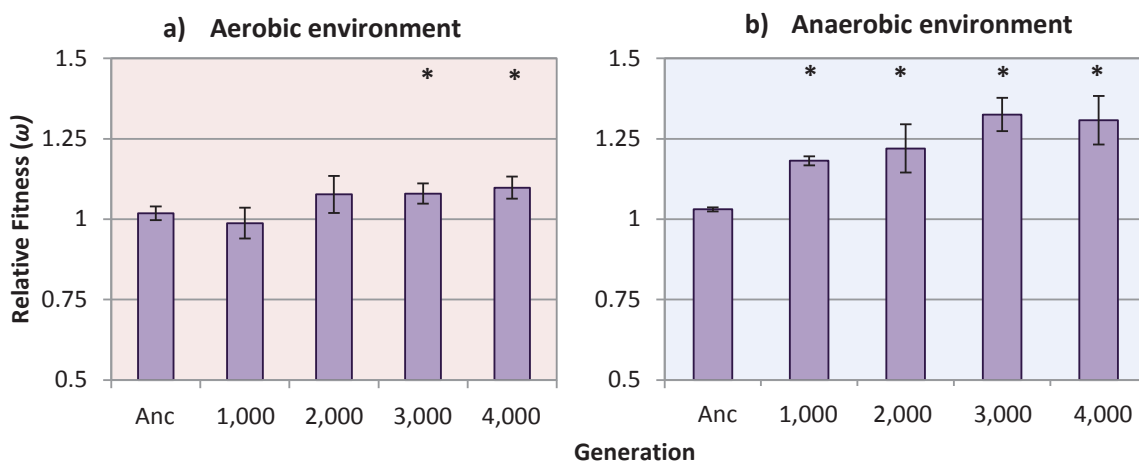 a) Aerobic environment
Relative Fitness (ω)
1.5
1.25
1
0.75
0.5
* *
Anc 1,000 2,000 3,000 4,000
b) Anaerobic environment
1.5
1.25
1
0.75
0.5
* * * *
Anc 1,000 2,000 3,000 4,000
Generation